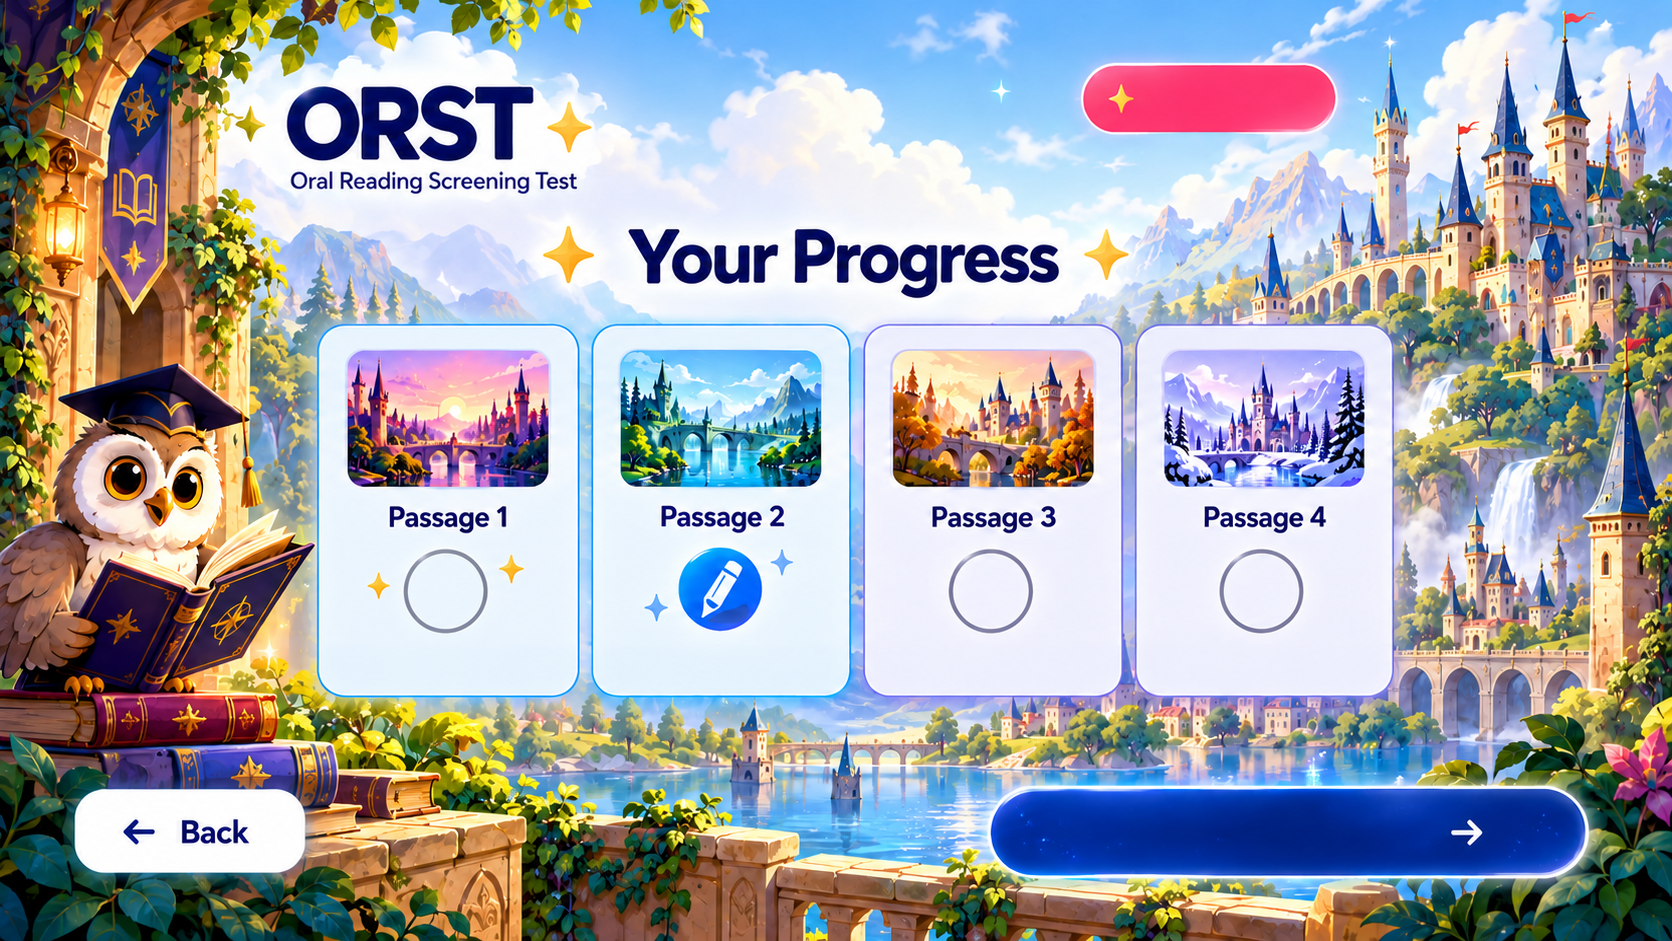 ORST
Oral Reading Screening Test
Your Progress
Passage 1
Passage 2
Passage 3
Passage 4
Back